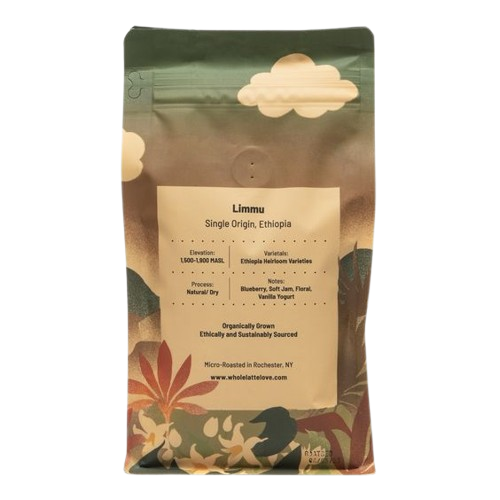 Limmu
Single Origin, Ethiopia
Elevation:
1,500-1,900 MASL
Varietals:
Ethiopia Heirloom Varieties
Process:
Natural/ Dry
Notes:
Blueberry, Soft Jam, Floral,
Vanilla Yogurt
Organically Grown
Ethically and Sustainably Sourced
Micro-Roasted in Rochester, NY
www.wholelattelove.com